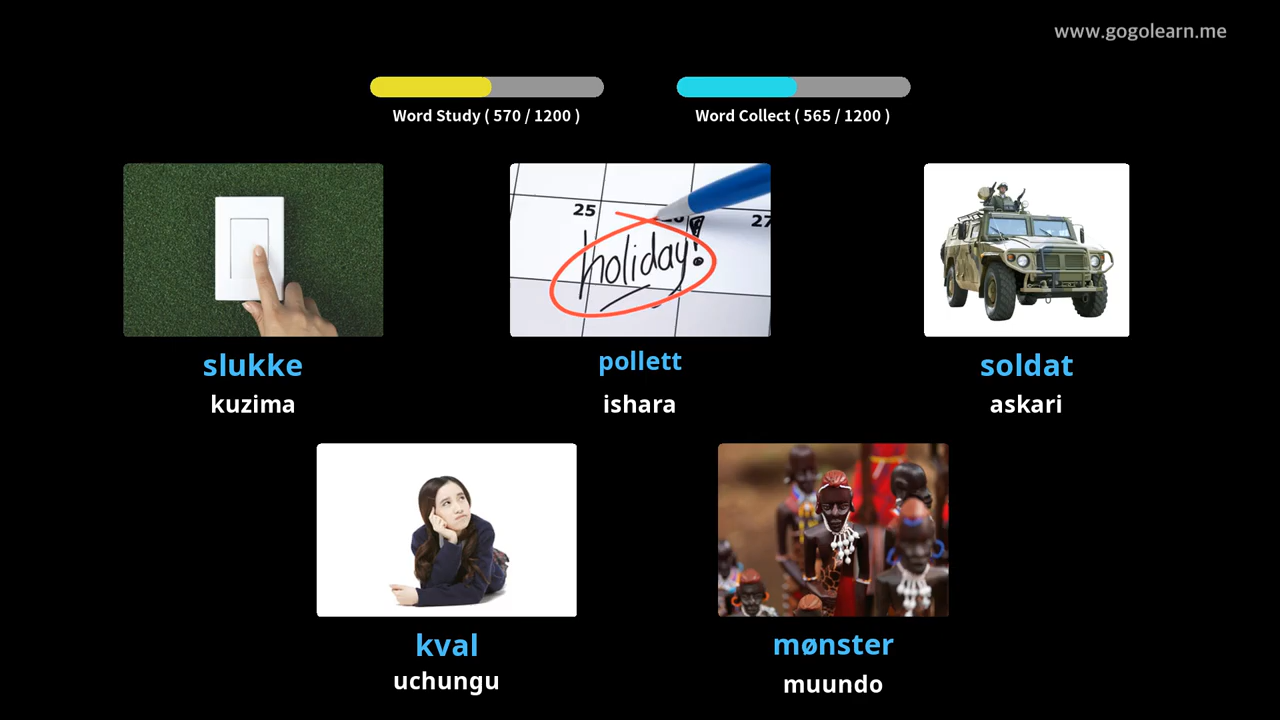 www.gogolearn.me
Word Study ( 570 / 1200 )
Word Collect ( 565 / 1200 )
25
27
holiday!
slukke
pollett
soldat
kuzima
ishara
askari
kval
mønster
uchungu
muundo